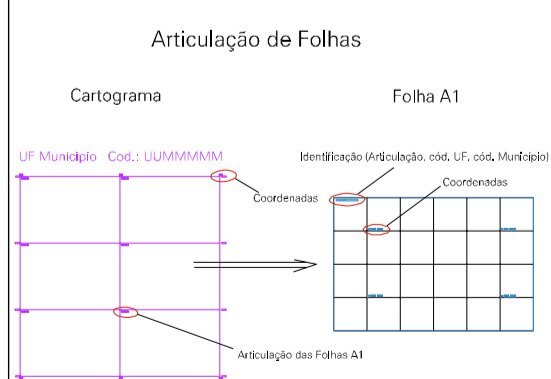 Articulação de Folhas
Cartograma
Folha A1
UF Municipio Cod.: UUMMMMM
Identificação (Articulação, cód. UF, cód. Município)
Coordenadas
Coordenadas
Articulação das Folhas A1